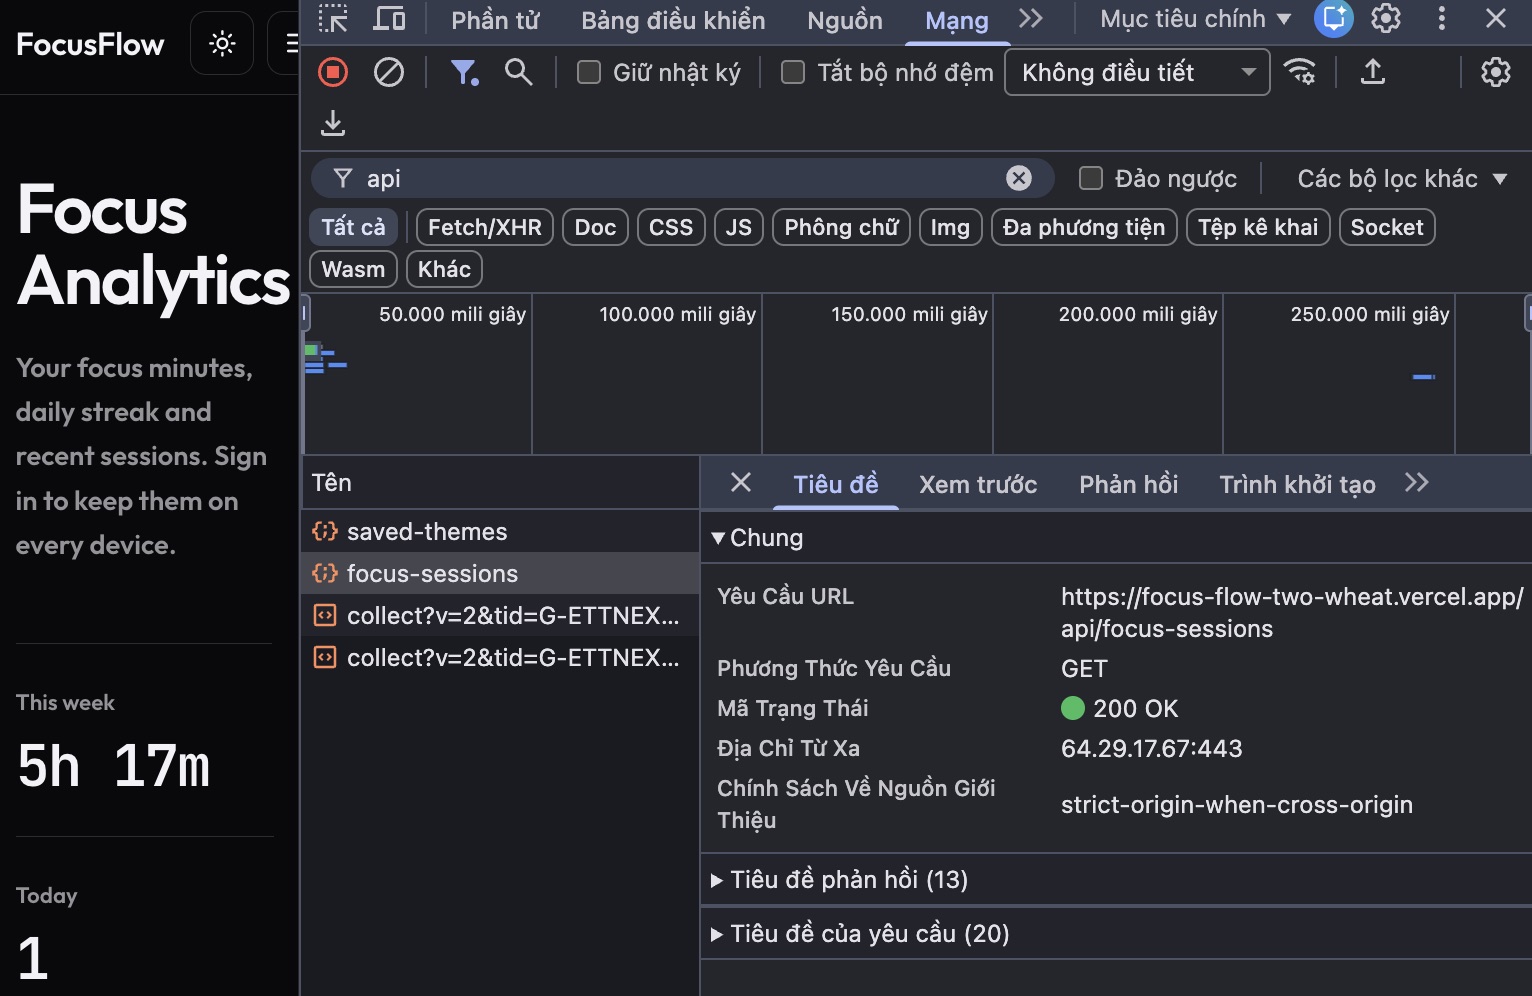 FocusFlow
Focus
Analytics
Your focus minutes,
daily streak and
recent sessions. Sign
in to keep them on
every device.
This week
5h 17m
Today
1
Phần tử
Bảng điều khiển
Nguồn
Mạng
Mục tiêu chính
Giữ nhật ký
Tắt bộ nhớ đệm
Không điều tiết
api
Đảo ngược
Các bộ lọc khác
Tất cả
Fetch/XHR
Doc
CSS
JS
Phông chữ
Img
Đa phương tiện
Tệp kê khai
Socket
Wasm
Khác
50.000 mili giây
100.000 mili giây
150.000 mili giây
200.000 mili giây
250.000 mili giây
Tên
saved-themes
focus-sessions
collect?v=2&tid=G-ETTNEX...
collect?v=2&tid=G-ETTNEX...
Tiêu đề
Xem trước
Phản hồi
Trình khởi tạo
Chung
Yêu Cầu URL
https://focus-flow-two-wheat.vercel.app/
api/focus-sessions
Phương Thức Yêu Cầu
GET
Mã Trạng Thái
200 OK
Địa Chỉ Từ Xa
64.29.17.67:443
Chính Sách Về Nguồn Giới
Thiệu
strict-origin-when-cross-origin
Tiêu đề phản hồi (13)
Tiêu đề của yêu cầu (20)